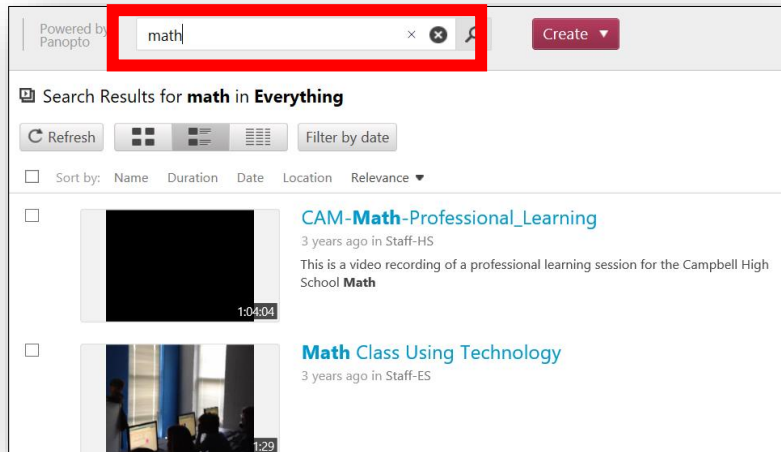 Powered by
Panopto
math
Create
Search Results for math in Everything
Refresh
Filter by date
Sort by: Name Duration Date Location Relevance
CAM-Math-Professional_Learning
3 years ago in Staff-HS
This is a video recording of a professional learning session for the Campbell High
School Math
1:04:04
Math Class Using Technology
3 years ago in Staff-ES
1:29